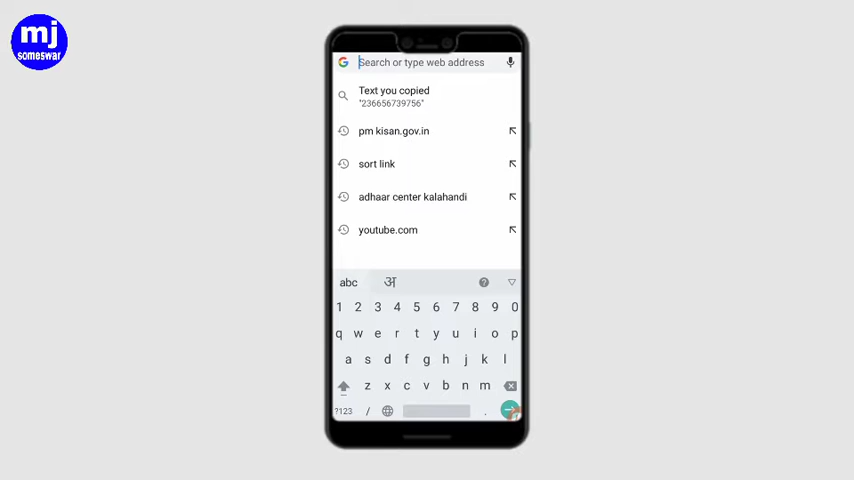 mj
someswar
Search or type web address
Text you copied
"236656739756"
pm kisan.gov.in
sort link
adhaar center kalahandi
youtube.com
abc अ ?
1 2 3 4 5 6 7 8 9 0
q w e r t y u i o p
a s d f g h j k l
z x c v b n m
?123 / .